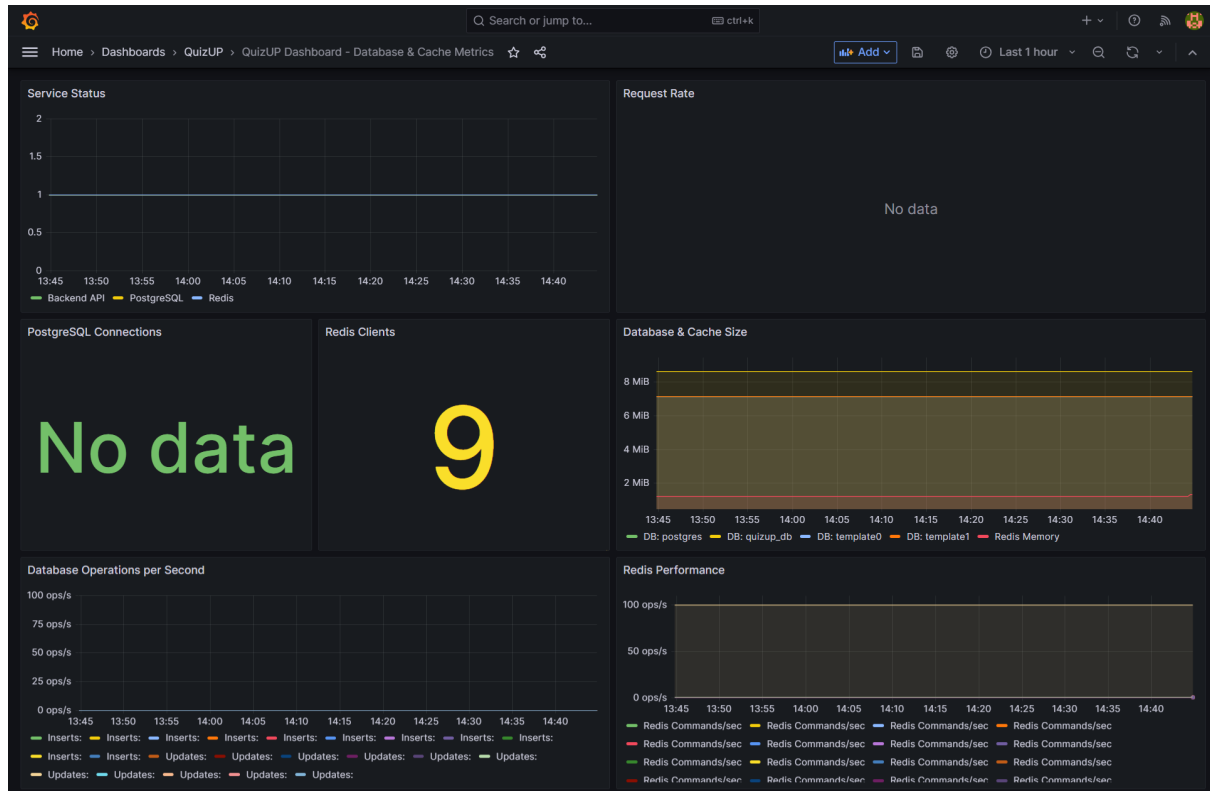 Search or jump to... ctrl+k
Home › Dashboards › QuizUP › QuizUP Dashboard - Database & Cache Metrics
Add Last 1 hour
Service Status
2
1.5
1
0.5
0
13:45 13:50 13:55 14:00 14:05 14:10 14:15 14:20 14:25 14:30 14:35 14:40
Backend API PostgreSQL Redis
Request Rate
No data
PostgreSQL Connections
No data
Redis Clients
9
Database & Cache Size
8 MiB
6 MiB
4 MiB
2 MiB
13:45 13:50 13:55 14:00 14:05 14:10 14:15 14:20 14:25 14:30 14:35 14:40
DB: postgres DB: quizup_db DB: template0 DB: template1 Redis Memory
Database Operations per Second
100 ops/s
75 ops/s
50 ops/s
25 ops/s
0 ops/s
13:45 13:50 13:55 14:00 14:05 14:10 14:15 14:20 14:25 14:30 14:35 14:40
Inserts: Inserts: Inserts: Inserts: Inserts: Inserts: Inserts: Inserts: Inserts:
Inserts: Inserts: Updates: Updates: Updates: Updates: Updates: Updates:
Updates: Updates: Updates: Updates: Updates:
Redis Performance
100 ops/s
50 ops/s
0 ops/s
13:45 13:50 13:55 14:00 14:05 14:10 14:15 14:20 14:25 14:30 14:35 14:40
Redis Commands/sec Redis Commands/sec Redis Commands/sec Redis Commands/sec
Redis Commands/sec Redis Commands/sec Redis Commands/sec Redis Commands/sec
Redis Commands/sec Redis Commands/sec Redis Commands/sec Redis Commands/sec
Redis Commands/sec Redis Commands/sec Redis Commands/sec Redis Commands/sec